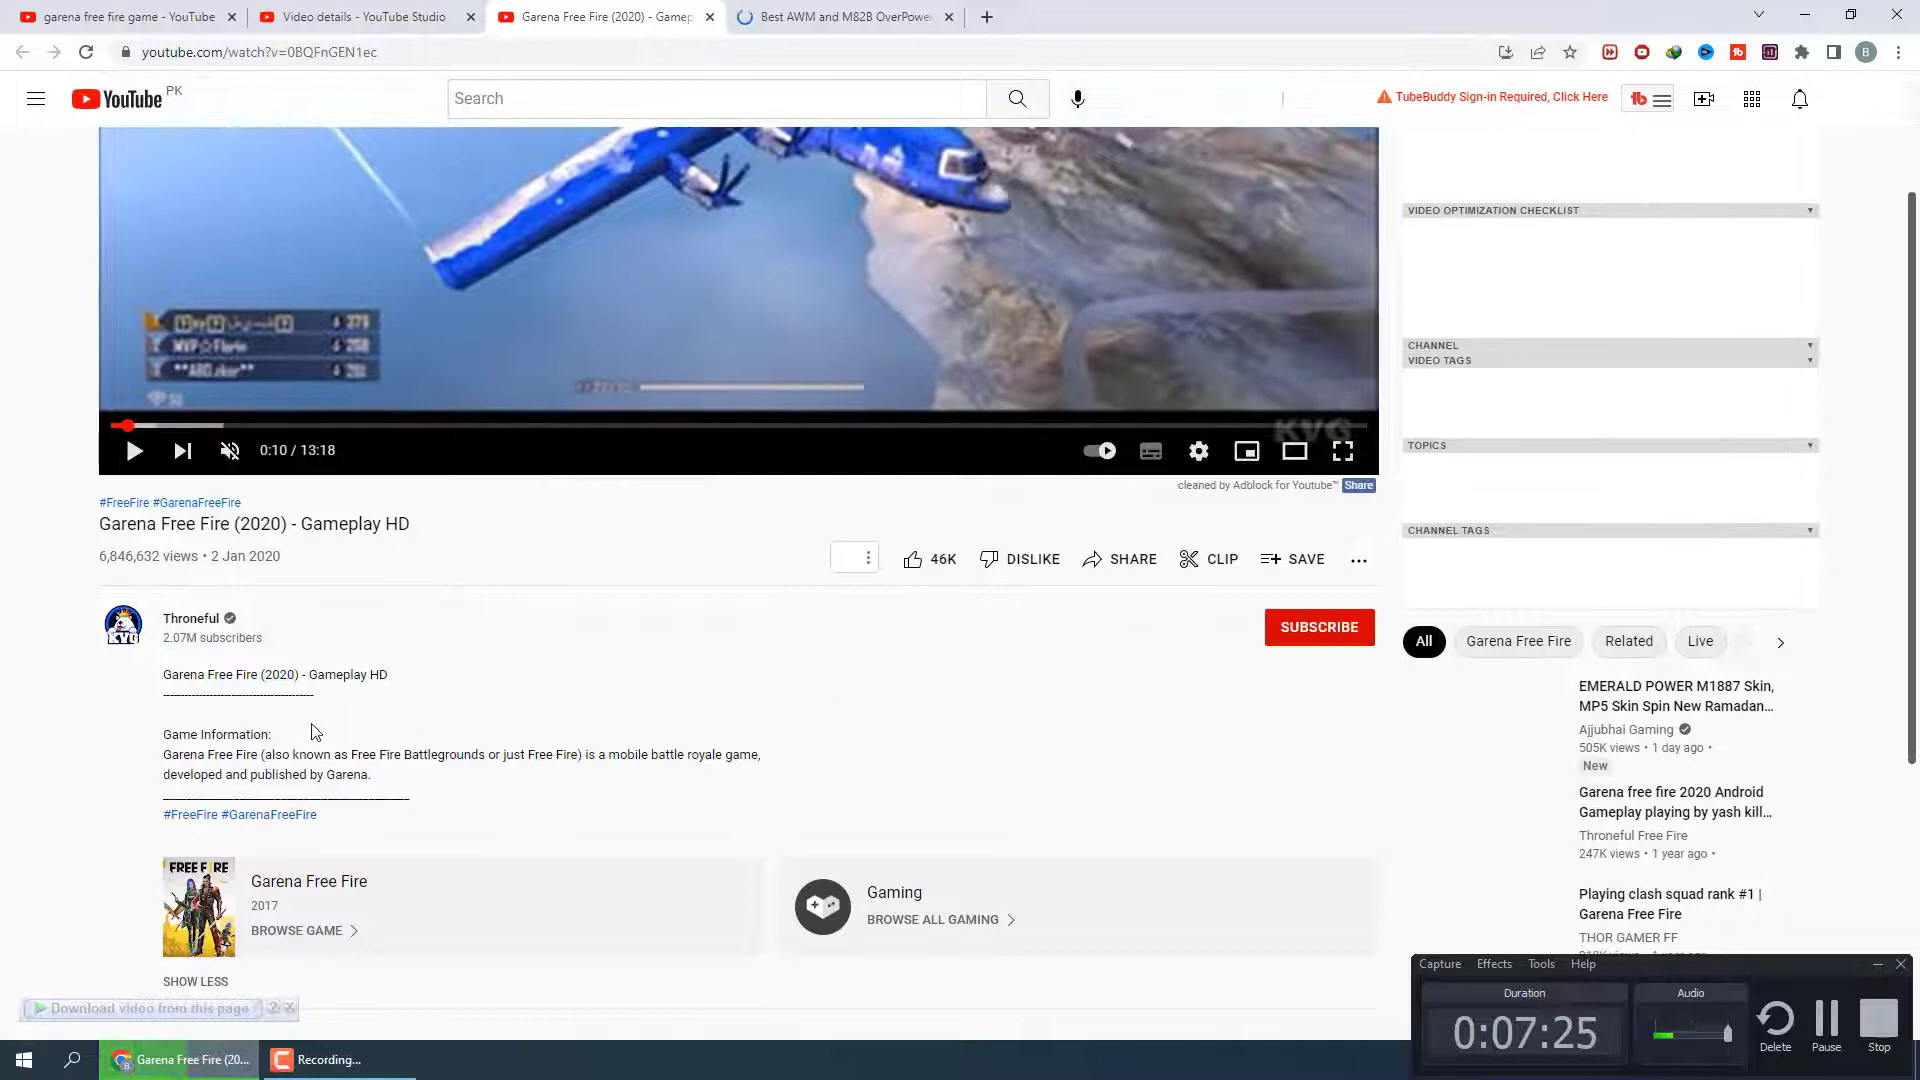 garena free fire game - YouTube
Video details - YouTube Studio
Garena Free Fire (2020) - Gamep
Best AWM and M82B OverPowe
youtube.com/watch?v=0BQFnGEN1ec
B
YouTube PK
Search
TubeBuddy Sign-in Required, Click Here
tb
VIDEO OPTIMIZATION CHECKLIST
CHANNEL
VIDEO TAGS
TOPICS
CHANNEL TAGS
KVG
0:10 / 13:18
cleaned by Adblock for Youtube™ Share
#FreeFire #GarenaFreeFire
Garena Free Fire (2020) - Gameplay HD
6,846,632 views • 2 Jan 2020
46K
DISLIKE
SHARE
CLIP
SAVE
KVG
Throneful
2.07M subscribers
SUBSCRIBE
Garena Free Fire (2020) - Gameplay HD
Game Information:
Garena Free Fire (also known as Free Fire Battlegrounds or just Free Fire) is a mobile battle royale game,
developed and published by Garena.
#FreeFire #GarenaFreeFire
FREE FIRE
Garena Free Fire
2017
BROWSE GAME
Gaming
BROWSE ALL GAMING
SHOW LESS
All
Garena Free Fire
Related
Live
EMERALD POWER M1887 Skin,
MP5 Skin Spin New Ramadan...
Ajjubhai Gaming
505K views • 1 day ago •
New
Garena free fire 2020 Android
Gameplay playing by yash kill...
Throneful Free Fire
247K views • 1 year ago •
Playing clash squad rank #1 |
Garena Free Fire
THOR GAMER FF
Download video from this page
Capture
Effects
Tools
Help
Duration
Audio
0:07:25
Delete
Pause
Stop
Garena Free Fire (20...
Recording...